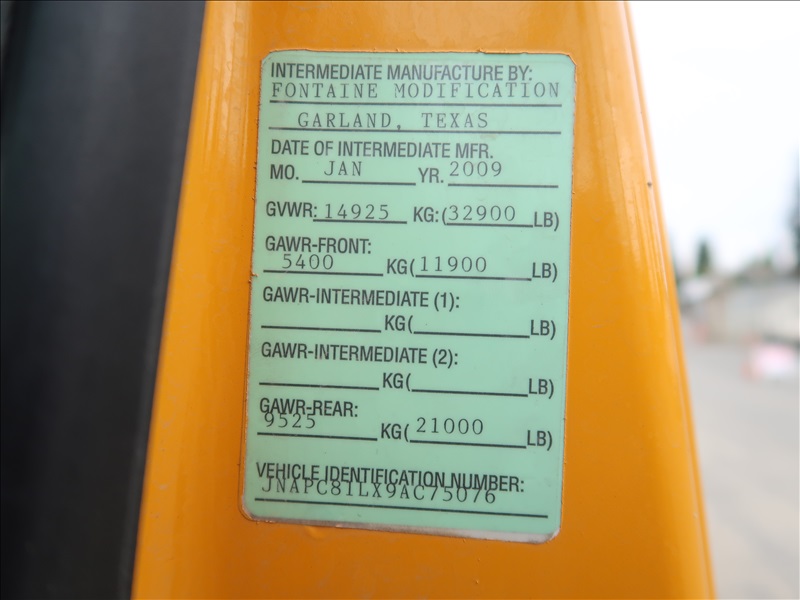 INTERMEDIATE MANUFACTURE BY:
FONTAINE MODIFICATION
GARLAND, TEXAS
DATE OF INTERMEDIATE MFR.
MO. JAN YR. 2009
GVWR: 14925 KG: (32900 LB)
GAWR-FRONT:
5400 KG(11900 LB)
GAWR-INTERMEDIATE (1):
KG( LB)
GAWR-INTERMEDIATE (2):
KG( LB)
GAWR-REAR:
9525 KG(21000 LB)
VEHICLE IDENTIFICATION NUMBER:
JNAPC81LX9AC75076